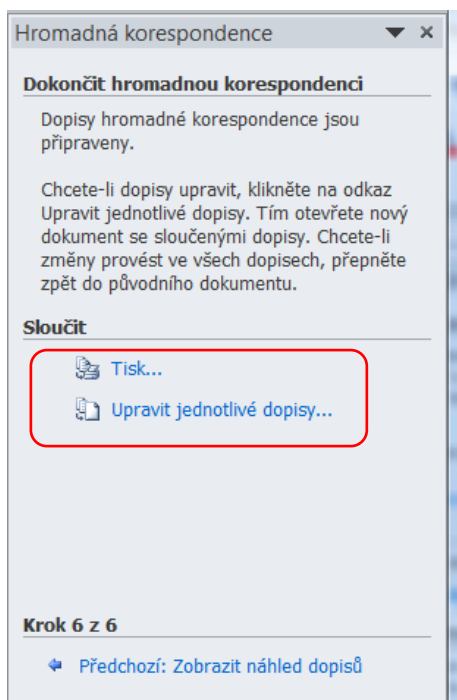 Hromadná korespondence
Dokončit hromadnou korespondenci
Dopisy hromadné korespondence jsou
připraveny.
Chcete-li dopisy upravit, klikněte na odkaz
Upravit jednotlivé dopisy. Tím otevřete nový
dokument se sloučenými dopisy. Chcete-li
změny provést ve všech dopisech, přepněte
zpět do původního dokumentu.
Sloučit
Tisk...
Upravit jednotlivé dopisy...
Krok 6 z 6
Předchozí: Zobrazit náhled dopisů